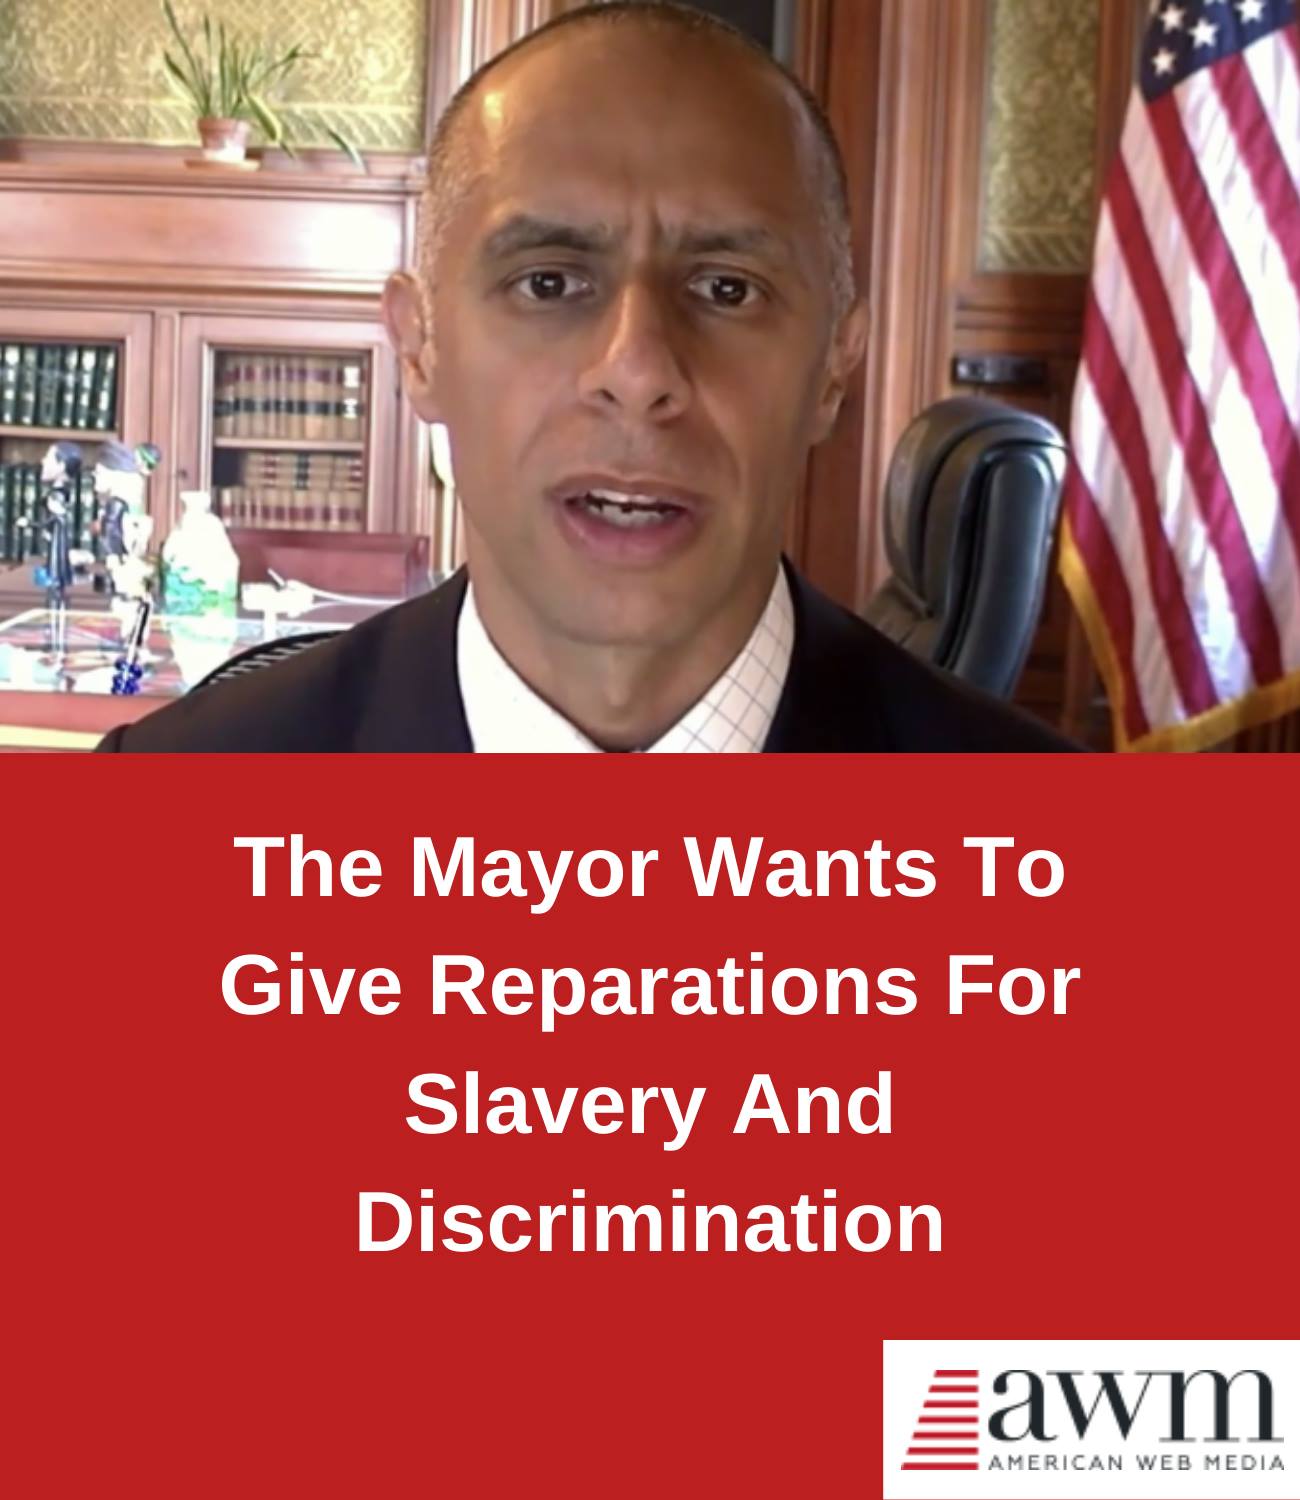 The Mayor Wants To
Give Reparations For
Slavery And
Discrimination
awm
AMERICAN WEB MEDIA